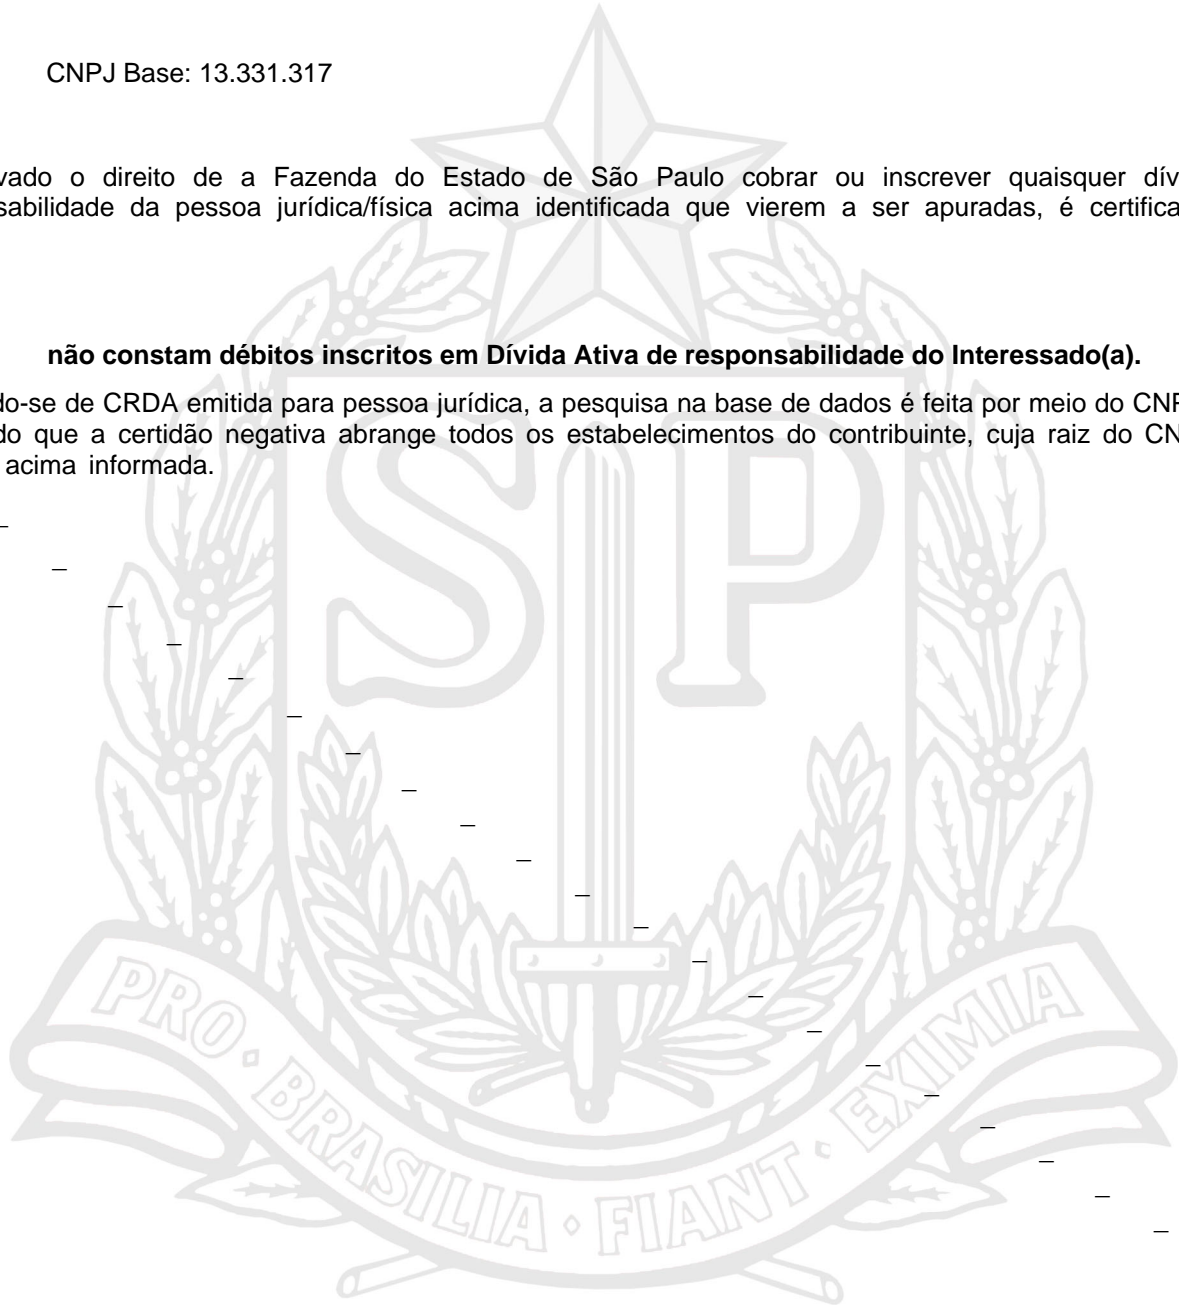 CNPJ Base: 13.331.317
vado o direito de a Fazenda do Estado de São Paulo cobrar ou inscrever quaisquer dív
sabilidade da pessoa jurídica/física acima identificada que vierem a ser apuradas, é certifica
não constam débitos inscritos em Dívida Ativa de responsabilidade do Interessado(a).
do-se de CRDA emitida para pessoa jurídica, a pesquisa na base de dados é feita por meio do CNP
do que a certidão negativa abrange todos os estabelecimentos do contribuinte, cuja raiz do CN
acima informada.
SP
PRO · BRASILIA · FIANT · EXIMIA